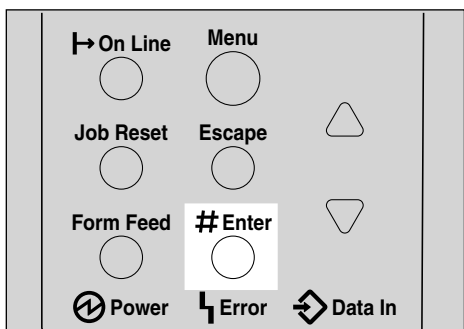 On Line Menu
Job Reset Escape
Form Feed # Enter
Power Error Data In